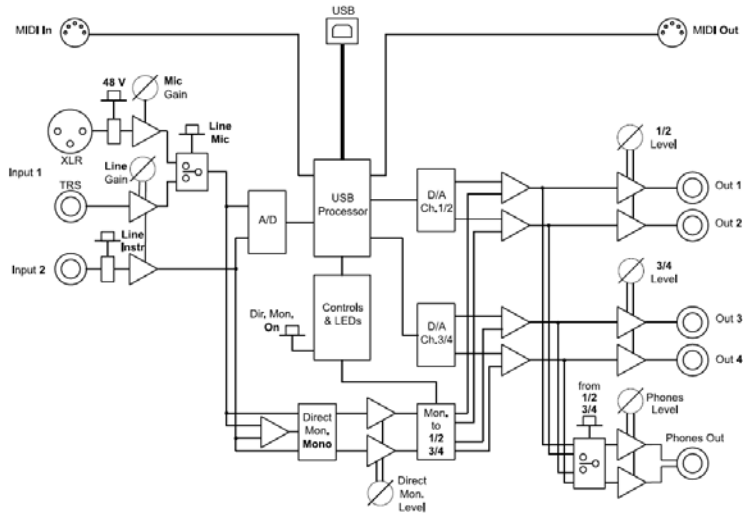 USB
MIDI In
MIDI Out
48 V
Mic
Gain
Line
Mic
1/2
Level
XLR
Input 1
Line
Gain
TRS
USB
Processor
D/A
Ch.1/2
Out 1
A/D
Out 2
Line
Instr
Input 2
3/4
Level
Controls
& LEDs
Dir. Mon.
On
D/A
Ch.3/4
Out 3
Out 4
from
1/2
3/4
Phones
Level
Direct
Mon.
Mono
Mon.
to
1/2
3/4
Phones Out
Direct
Mon.
Level